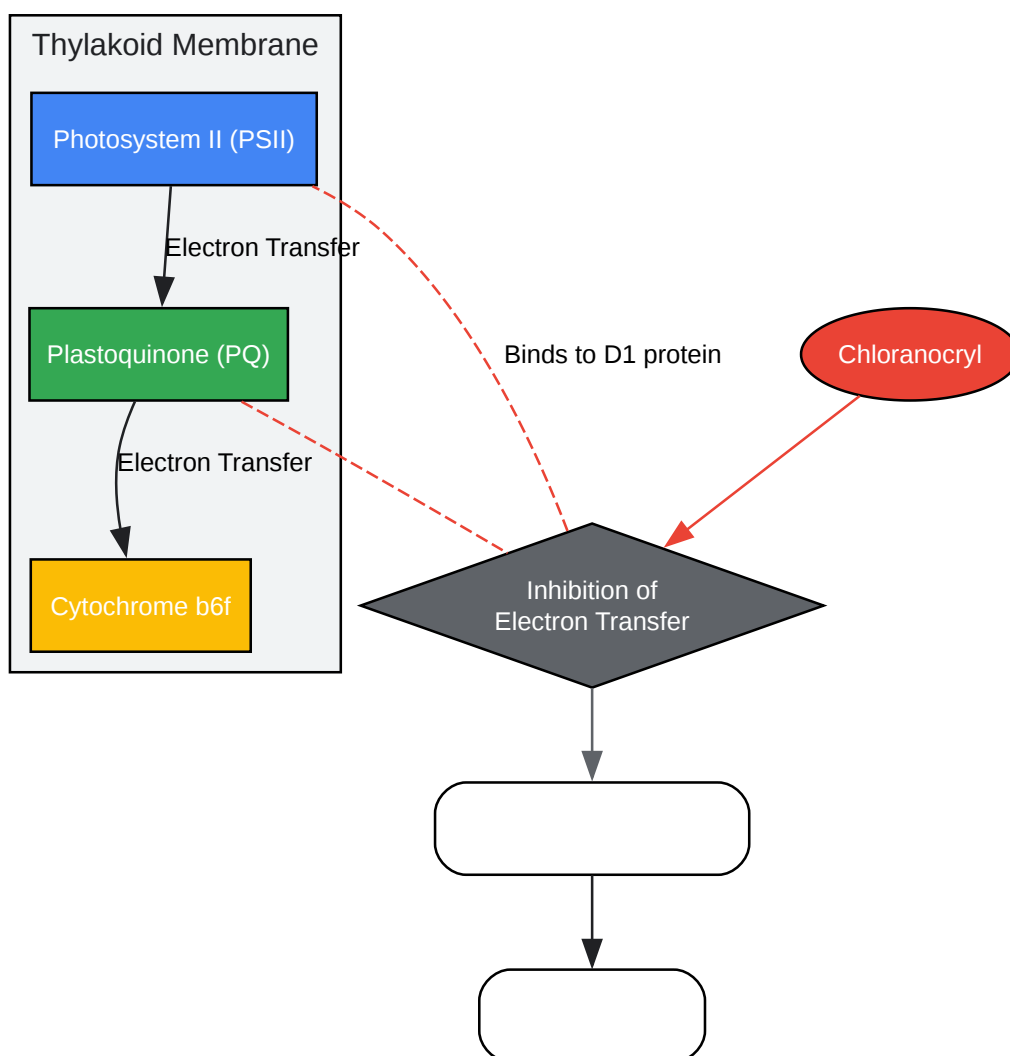 Thylakoid Membrane
Photosystem II (PSII)
Electron Transfer
Plastoquinone (PQ)
Binds to D1 protein
Chloranocryl
Electron Transfer
Cytochrome b6f
Inhibition of
Electron Transfer